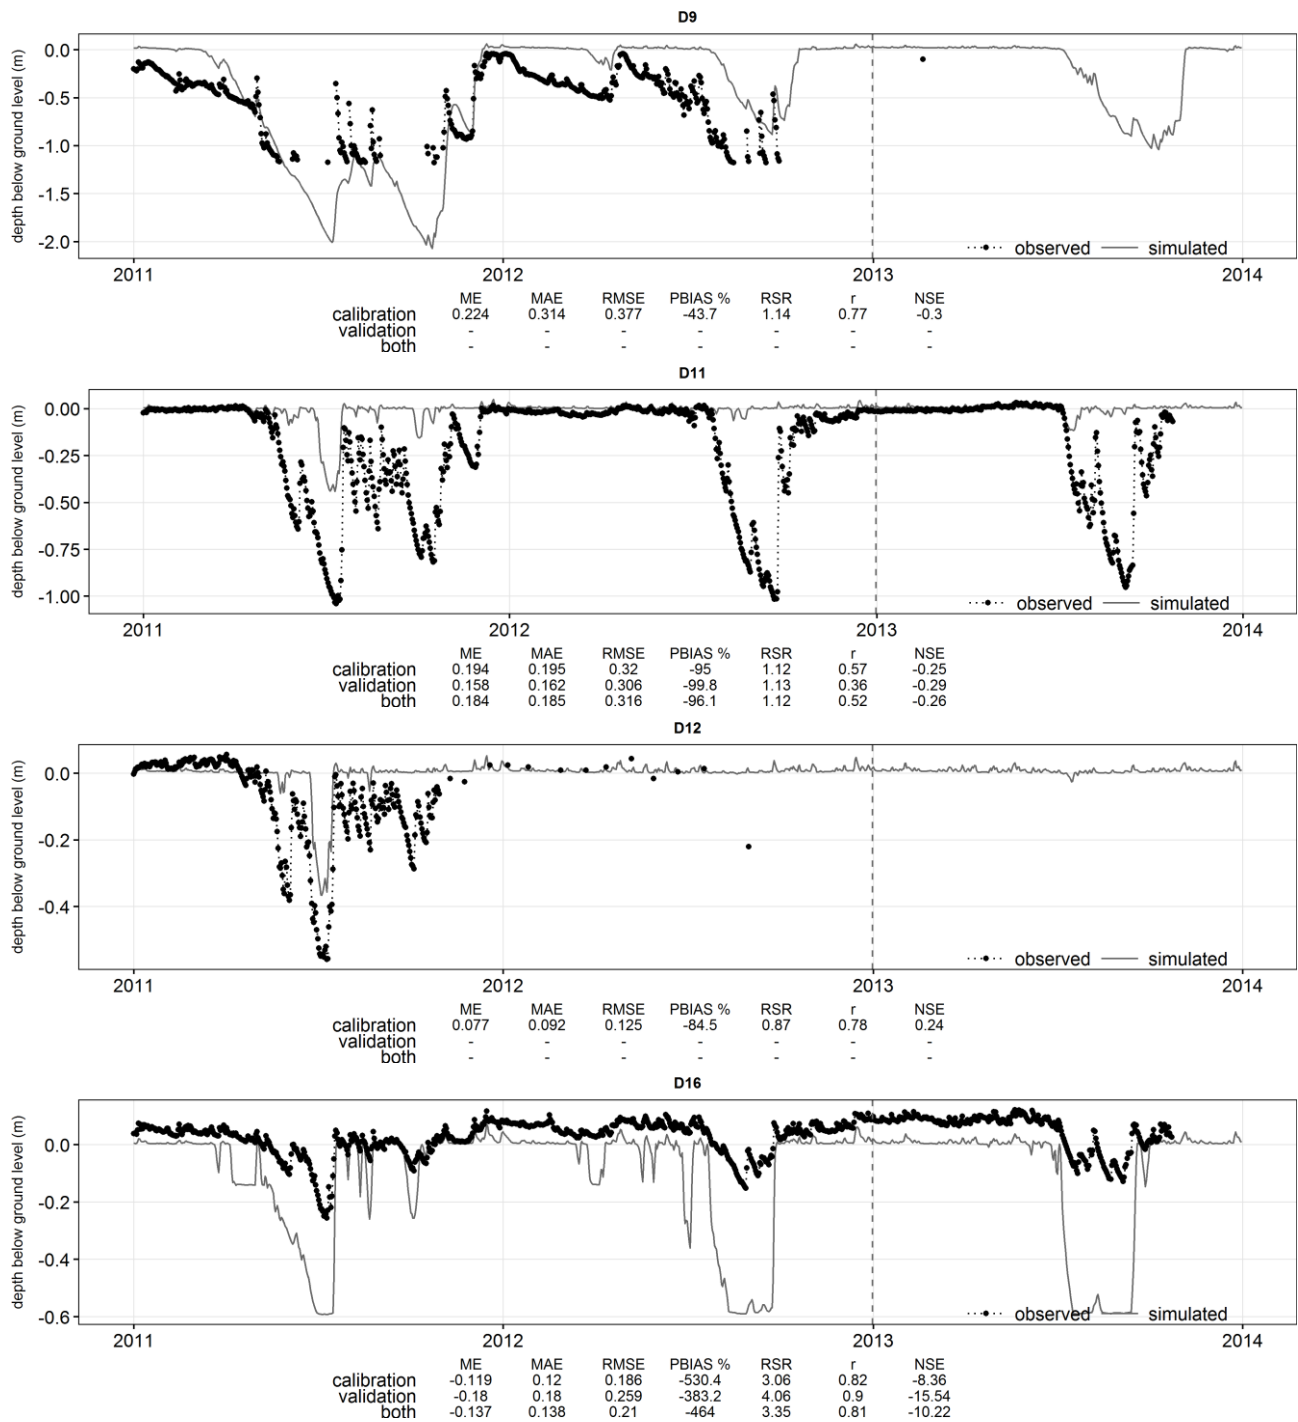 D9
depth below ground level (m)
0.0
-0.5
-1.0
-1.5
-2.0
observed simulated
2011 2012 2013 2014
ME MAE RMSE PBIAS % RSR r NSE
calibration 0.224 0.314 0.377 -43.7 1.14 0.77 -0.3
validation - - - - - - -
both - - - - - - -
D11
depth below ground level (m)
0.00
-0.25
-0.50
-0.75
-1.00
observed simulated
2011 2012 2013 2014
ME MAE RMSE PBIAS % RSR r NSE
calibration 0.194 0.195 0.32 -95 1.12 0.57 -0.25
validation 0.158 0.162 0.306 -99.8 1.13 0.36 -0.29
both 0.184 0.185 0.316 -96.1 1.12 0.52 -0.26
D12
depth below ground level (m)
0.0
-0.2
-0.4
observed simulated
2011 2012 2013 2014
ME MAE RMSE PBIAS % RSR r NSE
calibration 0.077 0.092 0.125 -84.5 0.87 0.78 0.24
validation - - - - - - -
both - - - - - - -
D16
depth below ground level (m)
0.0
-0.2
-0.4
-0.6
observed simulated
2011 2012 2013 2014
ME MAE RMSE PBIAS % RSR r NSE
calibration -0.119 0.12 0.186 -530.4 3.06 0.82 -8.36
validation -0.18 0.18 0.259 -383.2 4.06 0.9 -15.54
both -0.137 0.138 0.21 -464 3.35 0.81 -10.22